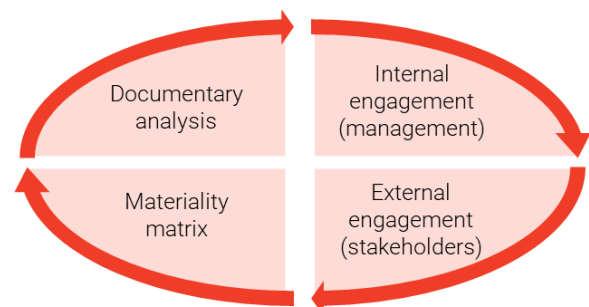 Documentary
analysis
Internal
engagement
(management)
Materiality
matrix
External
engagement
(stakeholders)